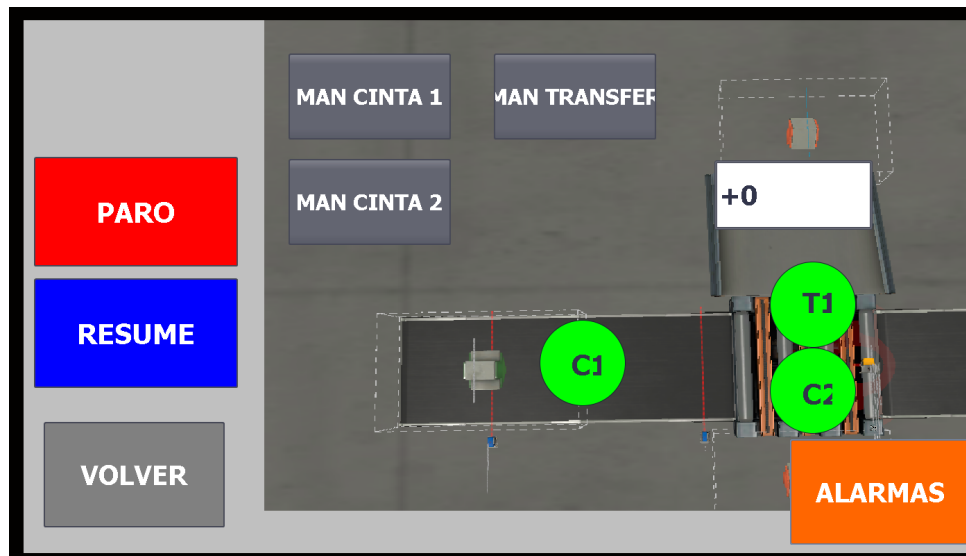 MAN CINTA 1
MAN TRANSFER
MAN CINTA 2
PARO
+0
RESUME
T1
C1
C2
VOLVER
ALARMAS